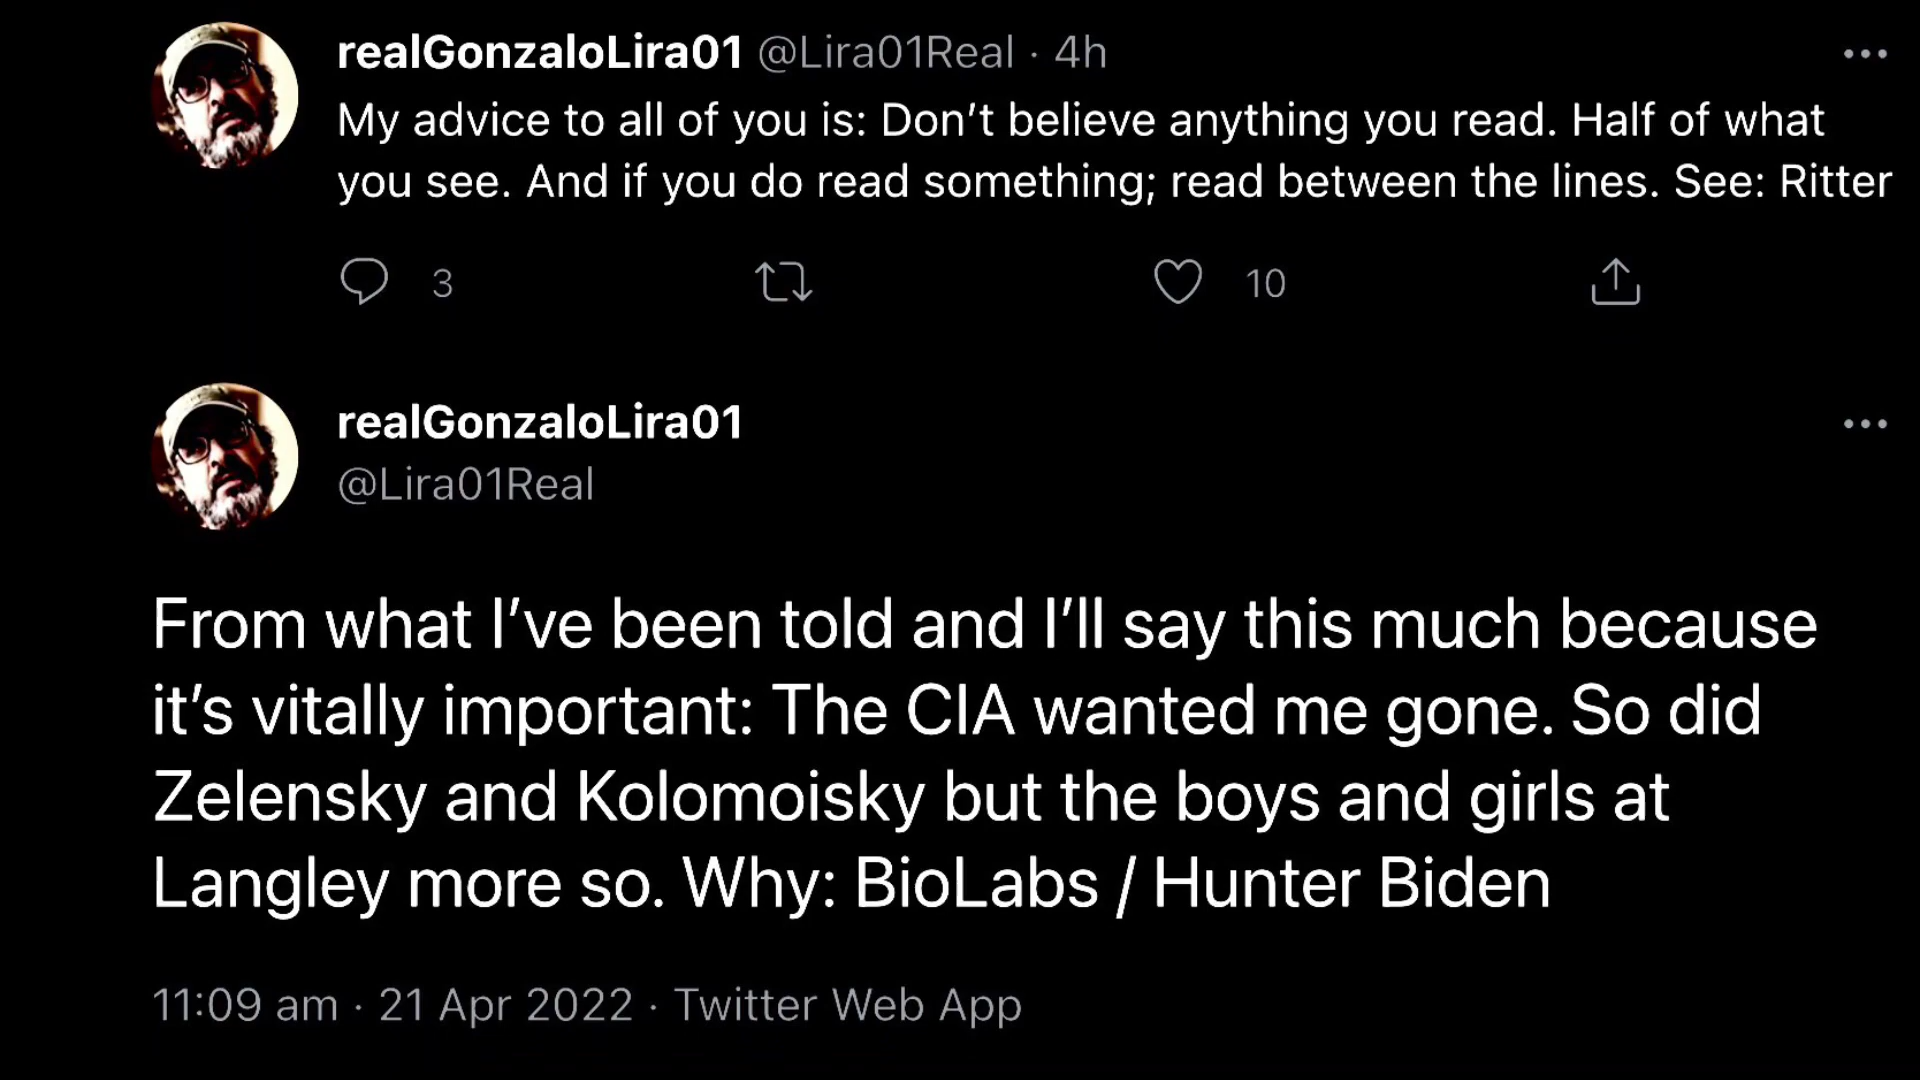 realGonzaloLira01 @Lira01Real · 4h
My advice to all of you is: Don’t believe anything you read. Half of what
you see. And if you do read something; read between the lines. See: Ritter
3 10
realGonzaloLira01
@Lira01Real
From what I’ve been told and I’ll say this much because
it’s vitally important: The CIA wanted me gone. So did
Zelensky and Kolomoisky but the boys and girls at
Langley more so. Why: BioLabs / Hunter Biden
11:09 am · 21 Apr 2022 · Twitter Web App